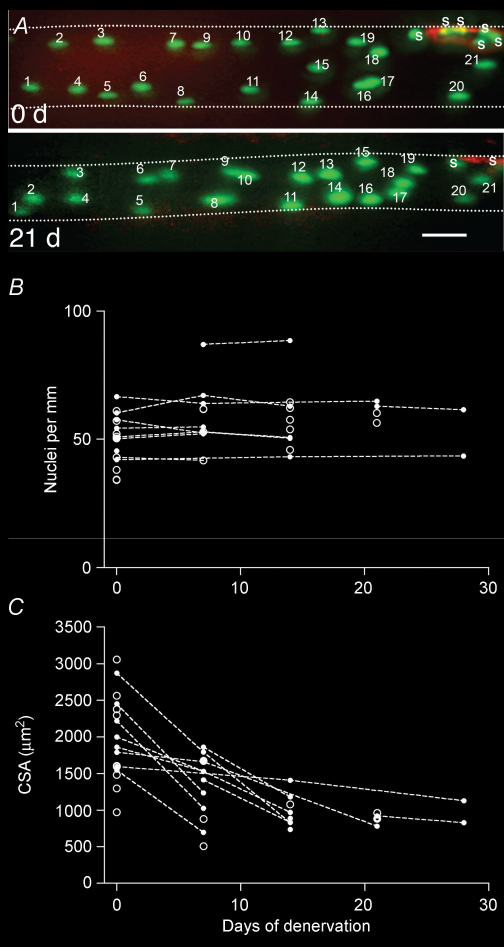 A
13 s s
2 3 7 9 10 12 19 s s
18 s
1 4 5 6 8 11 15 14 16 17 20 21
0 d
15 s s
3 6 7 9 10 12 13 18 19
1 2 4 5 8 11 14 16 17 20 21
21 d
B
100
50
0
Nuclei per mm
0 10 20 30
C
3500
3000
2500
2000
1500
1000
500
0
CSA (μm²)
0 10 20 30
Days of denervation